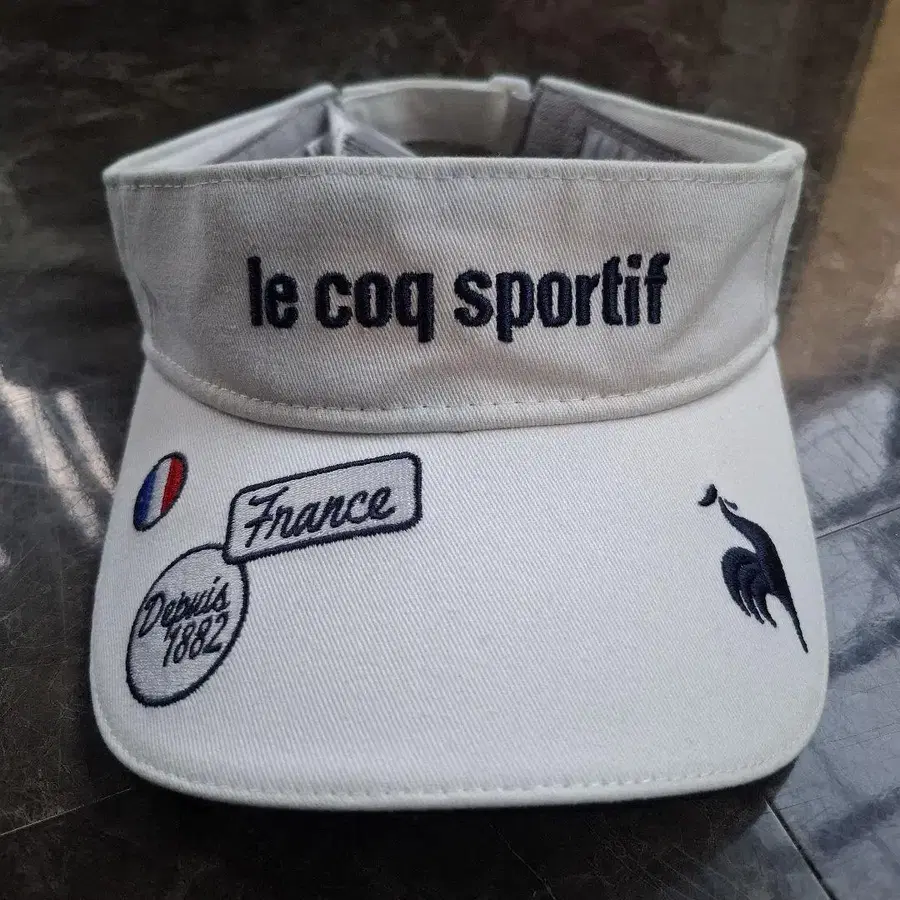 le coq sportif
France
Depuis
1882